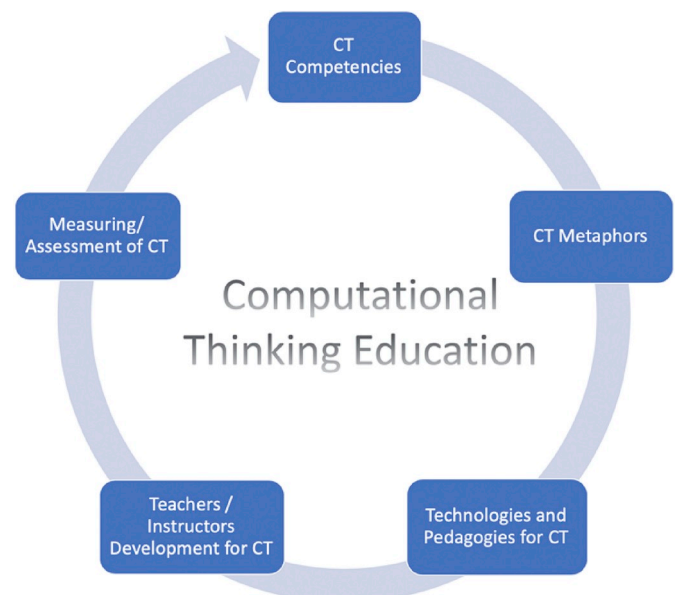 CT
Competencies
CT Metaphors
Technologies and
Pedagogies for CT
Teachers /
Instructors
Development for CT
Measuring/
Assessment of CT
Computational
Thinking Education